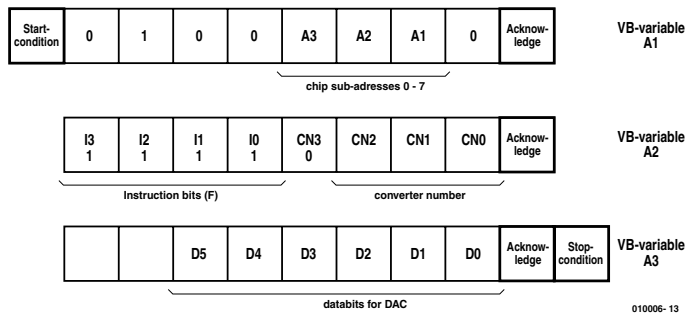 Start-
condition 0 1 0 0 A3 A2 A1 0 Acknow-
ledge VB-variable
A1
chip sub-adresses 0 - 7
I3 I2 I1 I0 CN3 CN2 CN1 CN0 Acknow-
ledge VB-variable
1 1 1 1 0 A2
Instruction bits (F) converter number
D5 D4 D3 D2 D1 D0 Acknow-
ledge Stop-
condition VB-variable
A3
databits for DAC
010006- 13